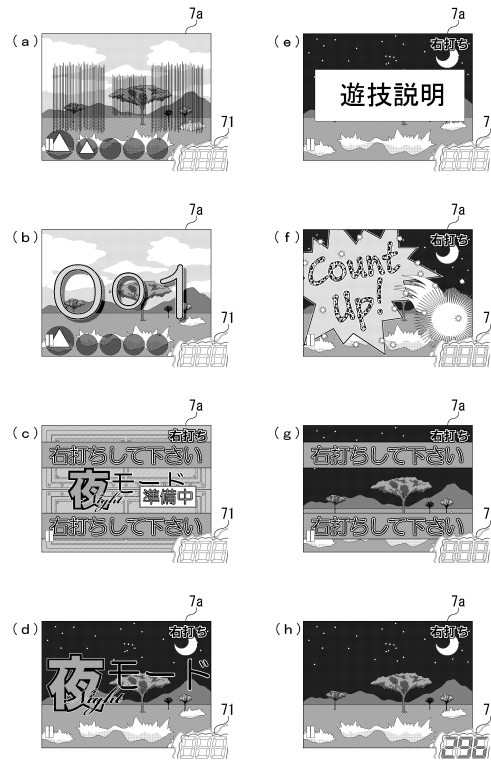 7a
(a)
71
7a
(b)
001
71
7a
(c)
右打ち
右打ちして下さい
夜モード
Night
準備中
右打ちして下さい
71
7a
(d)
右打ち
夜モード
Night
71
7a
(e)
右打ち
遊技説明
7
7a
(f)
右打ち
count
Up!
7
7a
(g)
右打ち
右打ちして下さい
右打ちして下さい
7
7a
(h)
右打ち
71
296